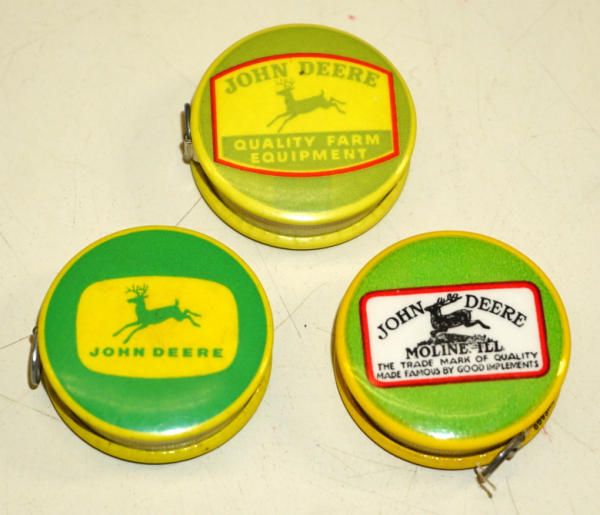 JOHN DEERE
QUALITY FARM
EQUIPMENT
JOHN DEERE
JOHN DEERE
MOLINE, ILL
THE TRADE MARK OF QUALITY
MADE FAMOUS BY GOOD IMPLEMENTS